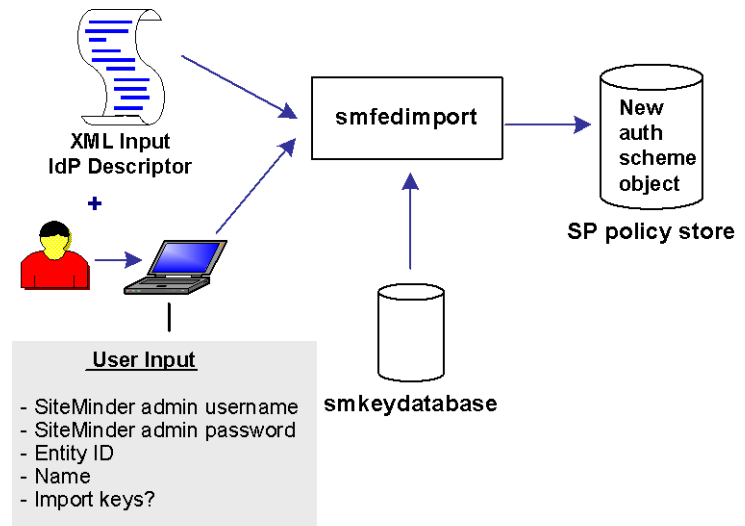 XML Input
IdP Descriptor
+
smfedimport
New
auth
scheme
object
SP policy store
smkeydatabase
User Input
- SiteMinder admin username
- SiteMinder admin password
- Entity ID
- Name
- Import keys?